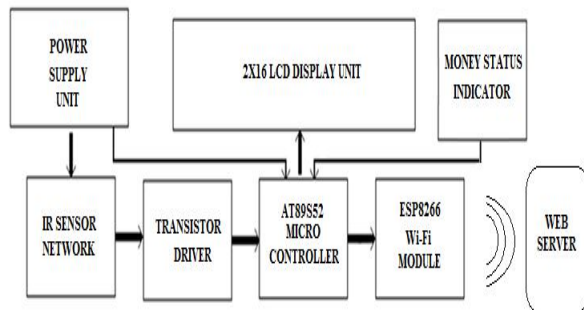 POWER
SUPPLY
UNIT
2X16 LCD DISPLAY UNIT
MONEY STATUS
INDICATOR
IR SENSOR
NETWORK
TRANSISTOR
DRIVER
AT89S52
MICRO
CONTROLLER
ESP8266
Wi-Fi
MODULE
WEB
SERVER